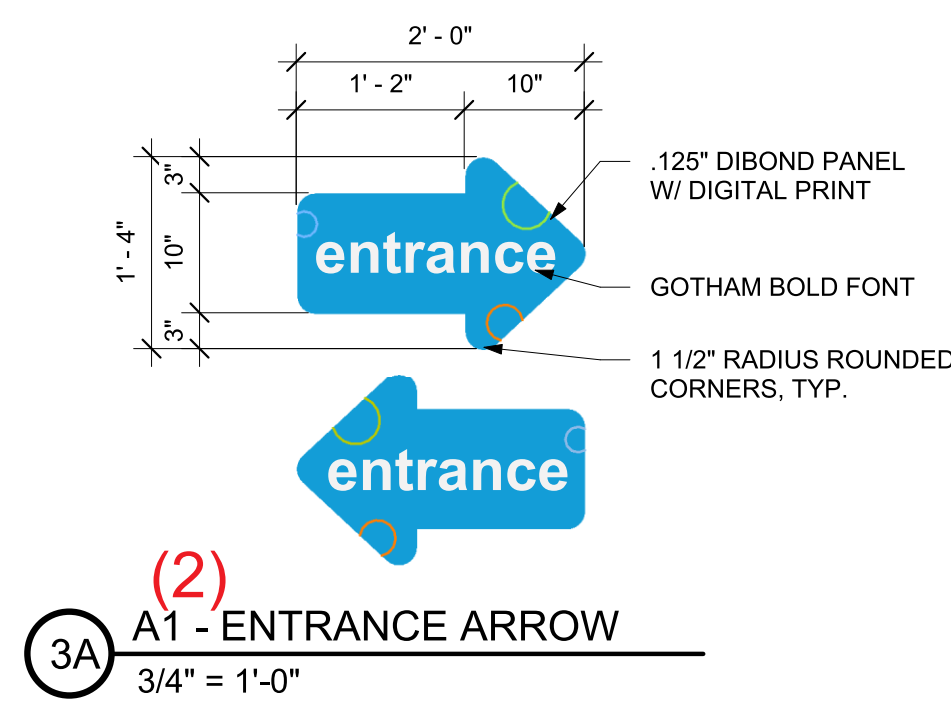 2' - 0"
1' - 2"
10"
3"
10"
3"
1' - 4"
.125" DIBOND PANEL
W/ DIGITAL PRINT
entrance
GOTHAM BOLD FONT
1 1/2" RADIUS ROUNDED
CORNERS, TYP.
entrance
(2)
3A
A1 - ENTRANCE ARROW
3/4" = 1'-0"